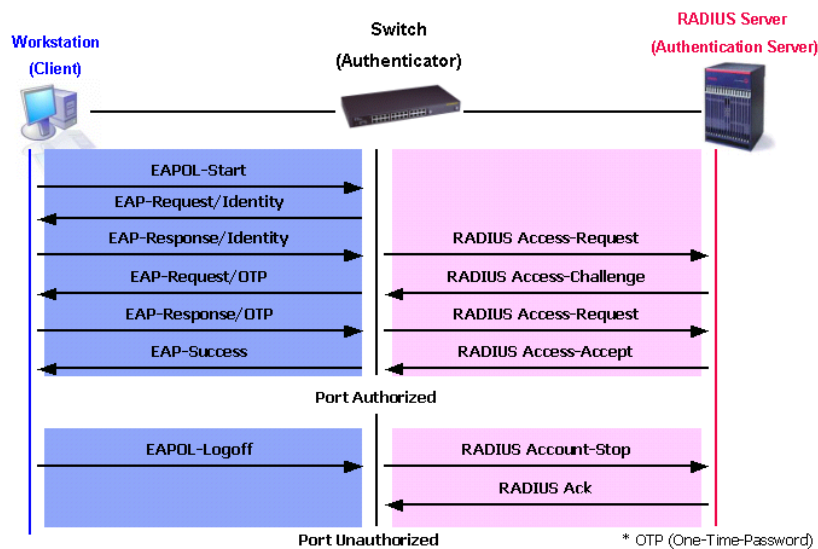 Workstation
(Client)
Switch
(Authenticator)
RADIUS Server
(Authentication Server)
EAPOL-Start
EAP-Request/Identity
EAP-Response/Identity
RADIUS Access-Request
EAP-Request/OTP
RADIUS Access-Challenge
EAP-Response/OTP
RADIUS Access-Request
EAP-Success
RADIUS Access-Accept
Port Authorized
EAPOL-Logoff
RADIUS Account-Stop
RADIUS Ack
Port Unauthorized
* OTP (One-Time-Password)